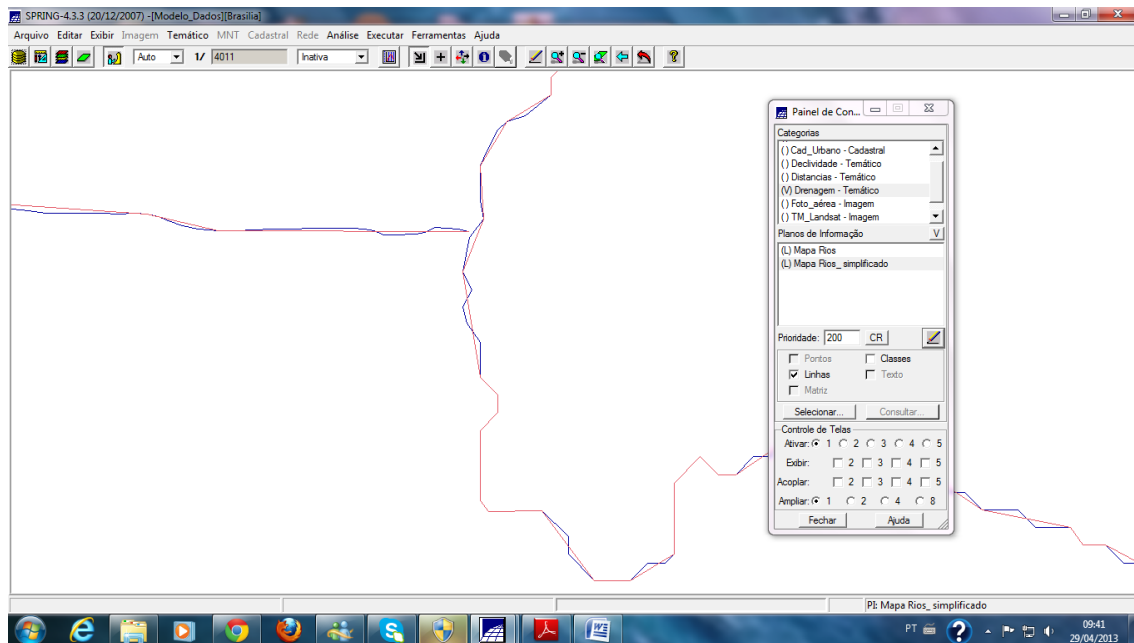 SPRING-4.3.3 (20/12/2007) -[Modelo_Dados][Brasilia]
Arquivo Editar Exibir Imagem Temático MNT Cadastral Rede Análise Executar Ferramentas Ajuda
Auto 1/ 4011 Inativa
Painel de Con...
Categorias
( ) Cad_Urbano - Cadastral
( ) Declividade - Temático
( ) Distancias - Temático
(V) Drenagem - Temático
( ) Foto_aérea - Imagem
( ) TM_Landsat - Imagem
Planos de Informação V
(L) Mapa Rios
(L) Mapa Rios_ simplificado
Prioridade: 200 CR
Pontos Classes
Linhas Texto
Matriz
Selecionar... Consultar...
Controle de Telas
Ativar: 1 2 3 4 5
Exibir: 2 3 4 5
Acoplar: 2 3 4 5
Ampliar: 1 2 4 8
Fechar Ajuda
PI: Mapa Rios_ simplificado
PT 09:41
29/04/2013